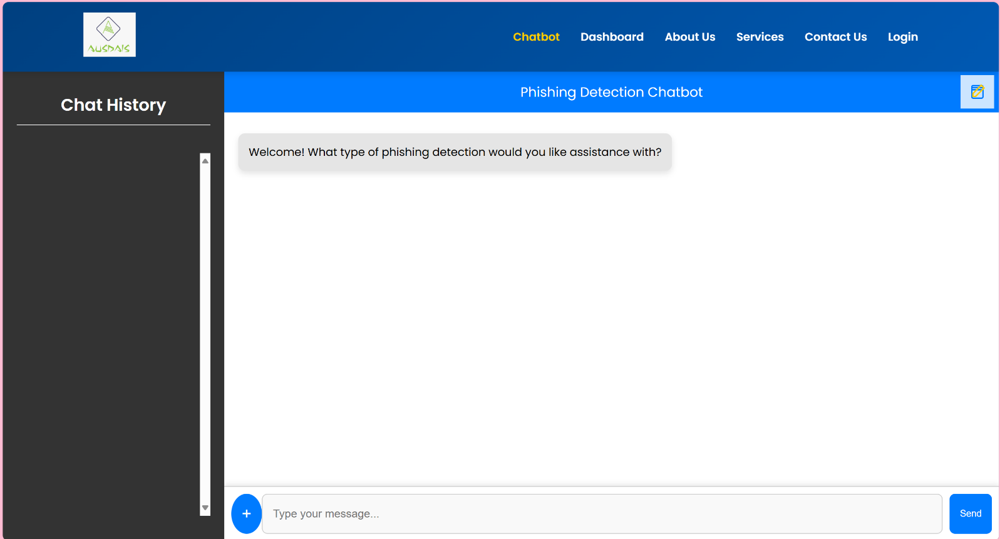 AUSDAIS
Chatbot Dashboard About Us Services Contact Us Login
Chat History
Phishing Detection Chatbot
Welcome! What type of phishing detection would you like assistance with?
+ Type your message... Send